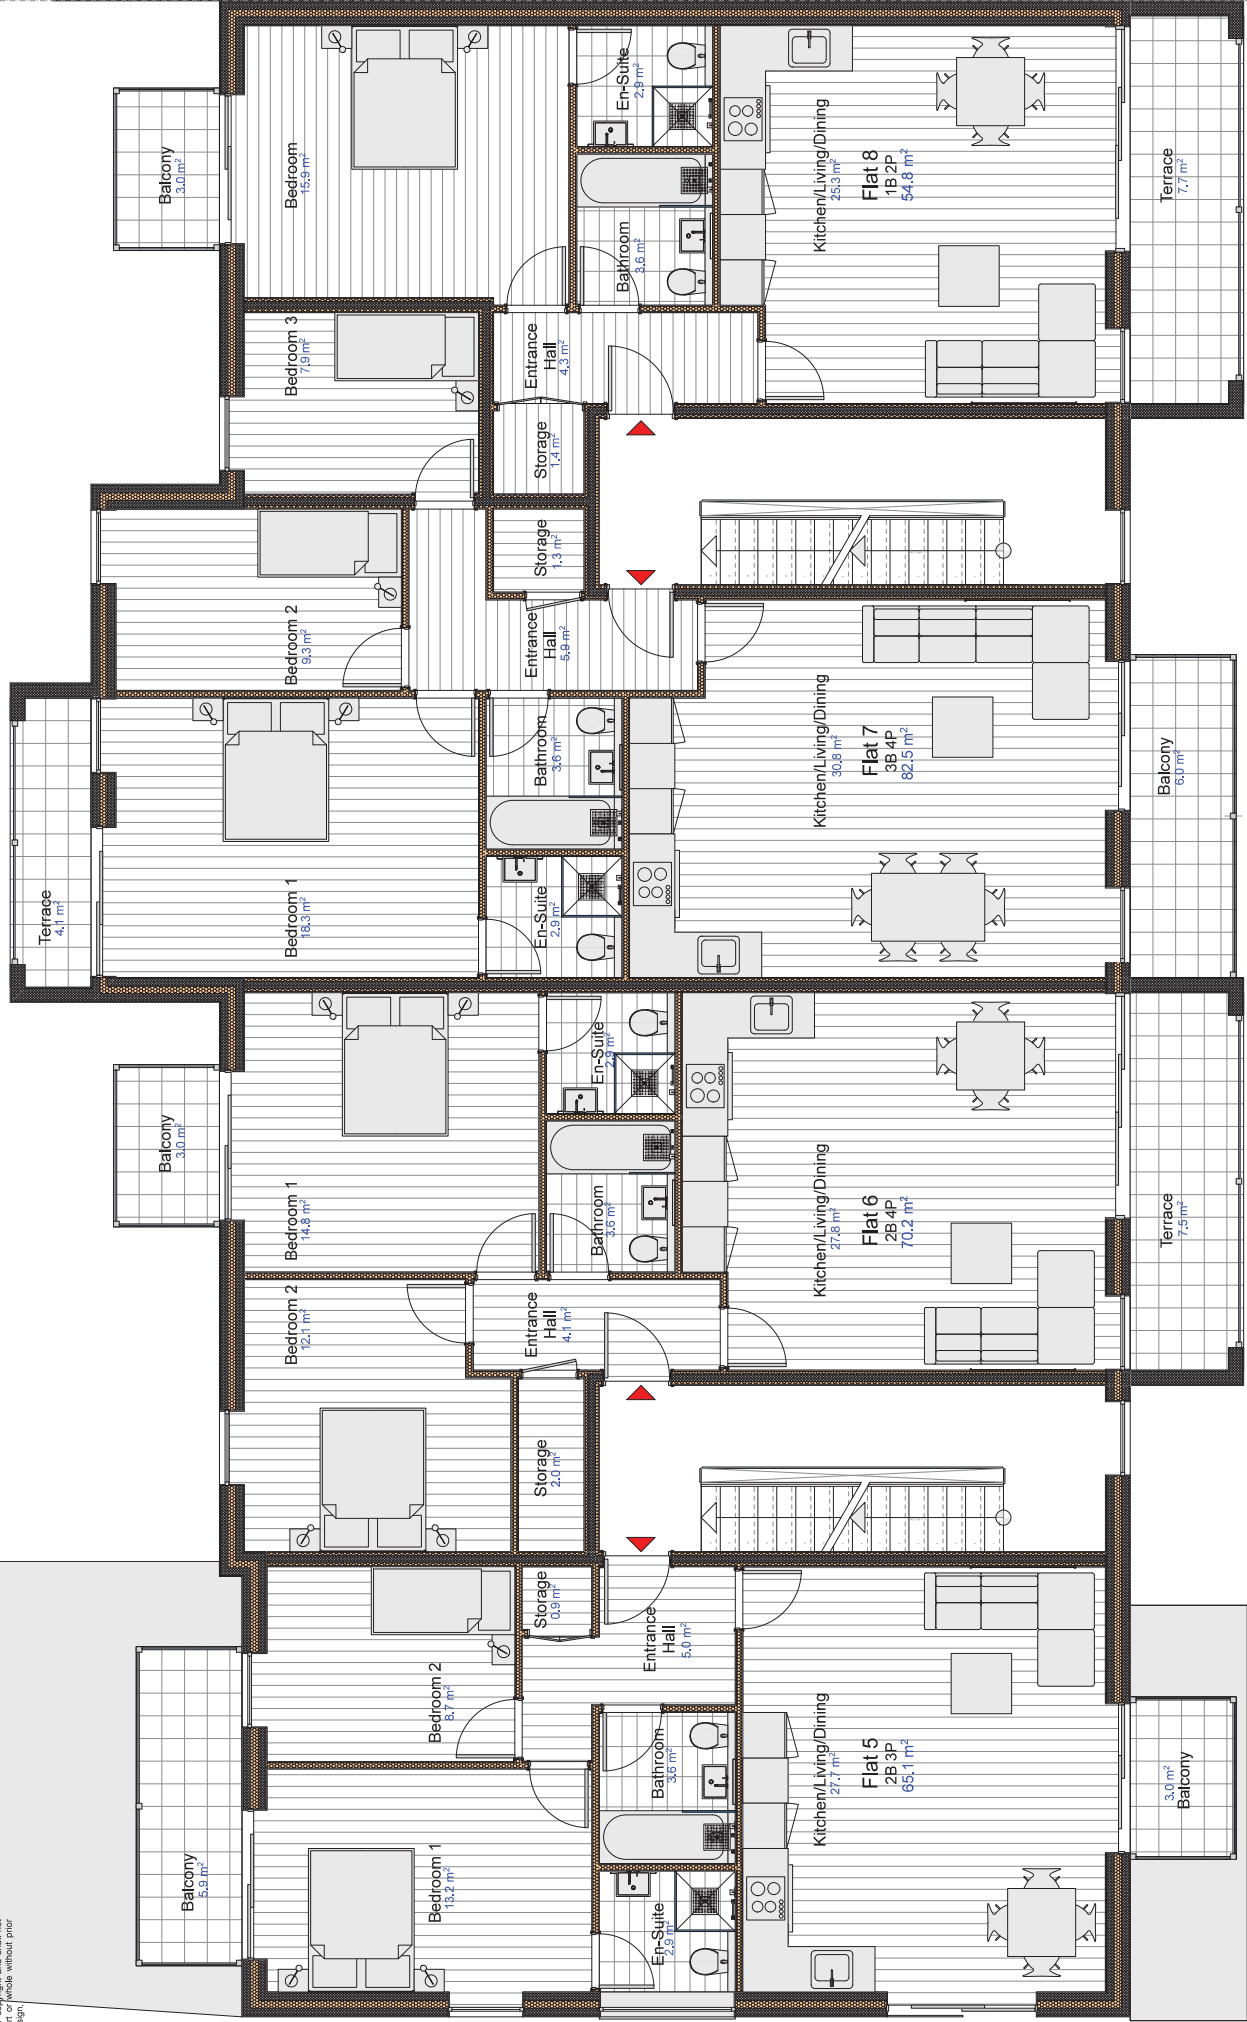 Balcony
3.0 m²
Bedroom
15.9 m²
En-Suite
2.9 m²
Bathroom
3.6 m²
Kitchen/Living/Dining
25.3 m²
Flat 8
1B 2P
54.8 m²
Terrace
7.7 m²
Entrance
Hall
4.3 m²
Storage
1.4 m²
Bedroom 3
7.9 m²
Bedroom 2
9.3 m²
Storage
1.3 m²
Entrance
Hall
5.9 m²
Terrace
4.1 m²
Bedroom 1
18.3 m²
Bathroom
3.6 m²
En-Suite
2.9 m²
Kitchen/Living/Dining
30.8 m²
Flat 7
3B 4P
82.5 m²
Balcony
6.0 m²
Balcony
3.0 m²
Bedroom 1
14.8 m²
En-Suite
2.9 m²
Bathroom
3.6 m²
Kitchen/Living/Dining
27.8 m²
Flat 6
2B 4P
70.2 m²
Terrace
7.5 m²
Bedroom 2
12.1 m²
Entrance
Hall
4.1 m²
Storage
2.0 m²
Storage
0.9 m²
Entrance
Hall
5.0 m²
Bedroom 2
8.7 m²
Balcony
5.9 m²
Bedroom 1
13.2 m²
Bathroom
3.6 m²
En-Suite
2.9 m²
Kitchen/Living/Dining
27.7 m²
Flat 5
2B 3P
65.1 m²
3.0 m²
Balcony
or whole without prior